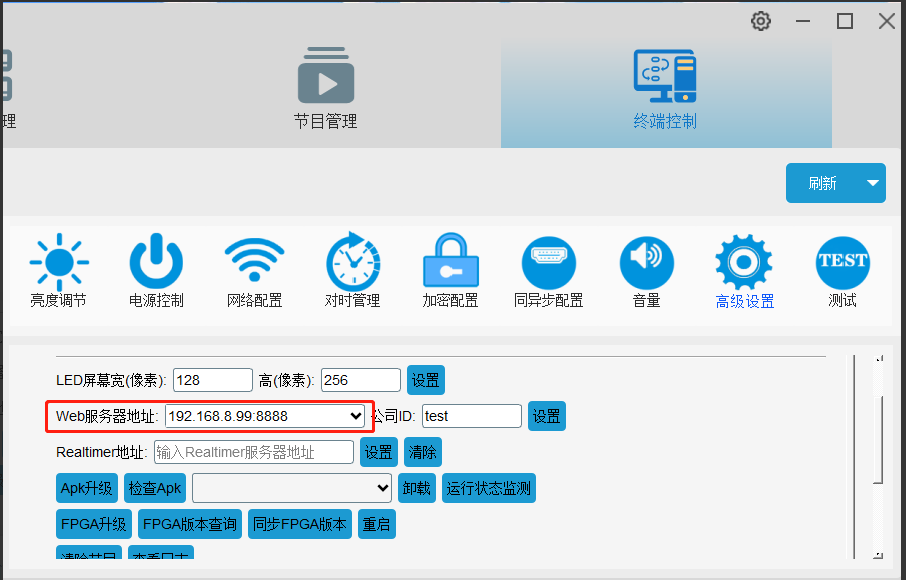 理
节目管理
终端控制
刷新
亮度调节 电源控制 网络配置 对时管理 加密配置 同异步配置 音量 高级设置 测试
TEST
LED屏幕宽(像素): 128 高(像素): 256 设置
Web服务器地址: 192.168.8.99:8888 公司ID: test 设置
Realtimer地址: 输入Realtimer服务器地址 设置 清除
Apk升级 检查Apk 卸载 运行状态监测
FPGA升级 FPGA版本查询 同步FPGA版本 重启
清除节目 查看日志